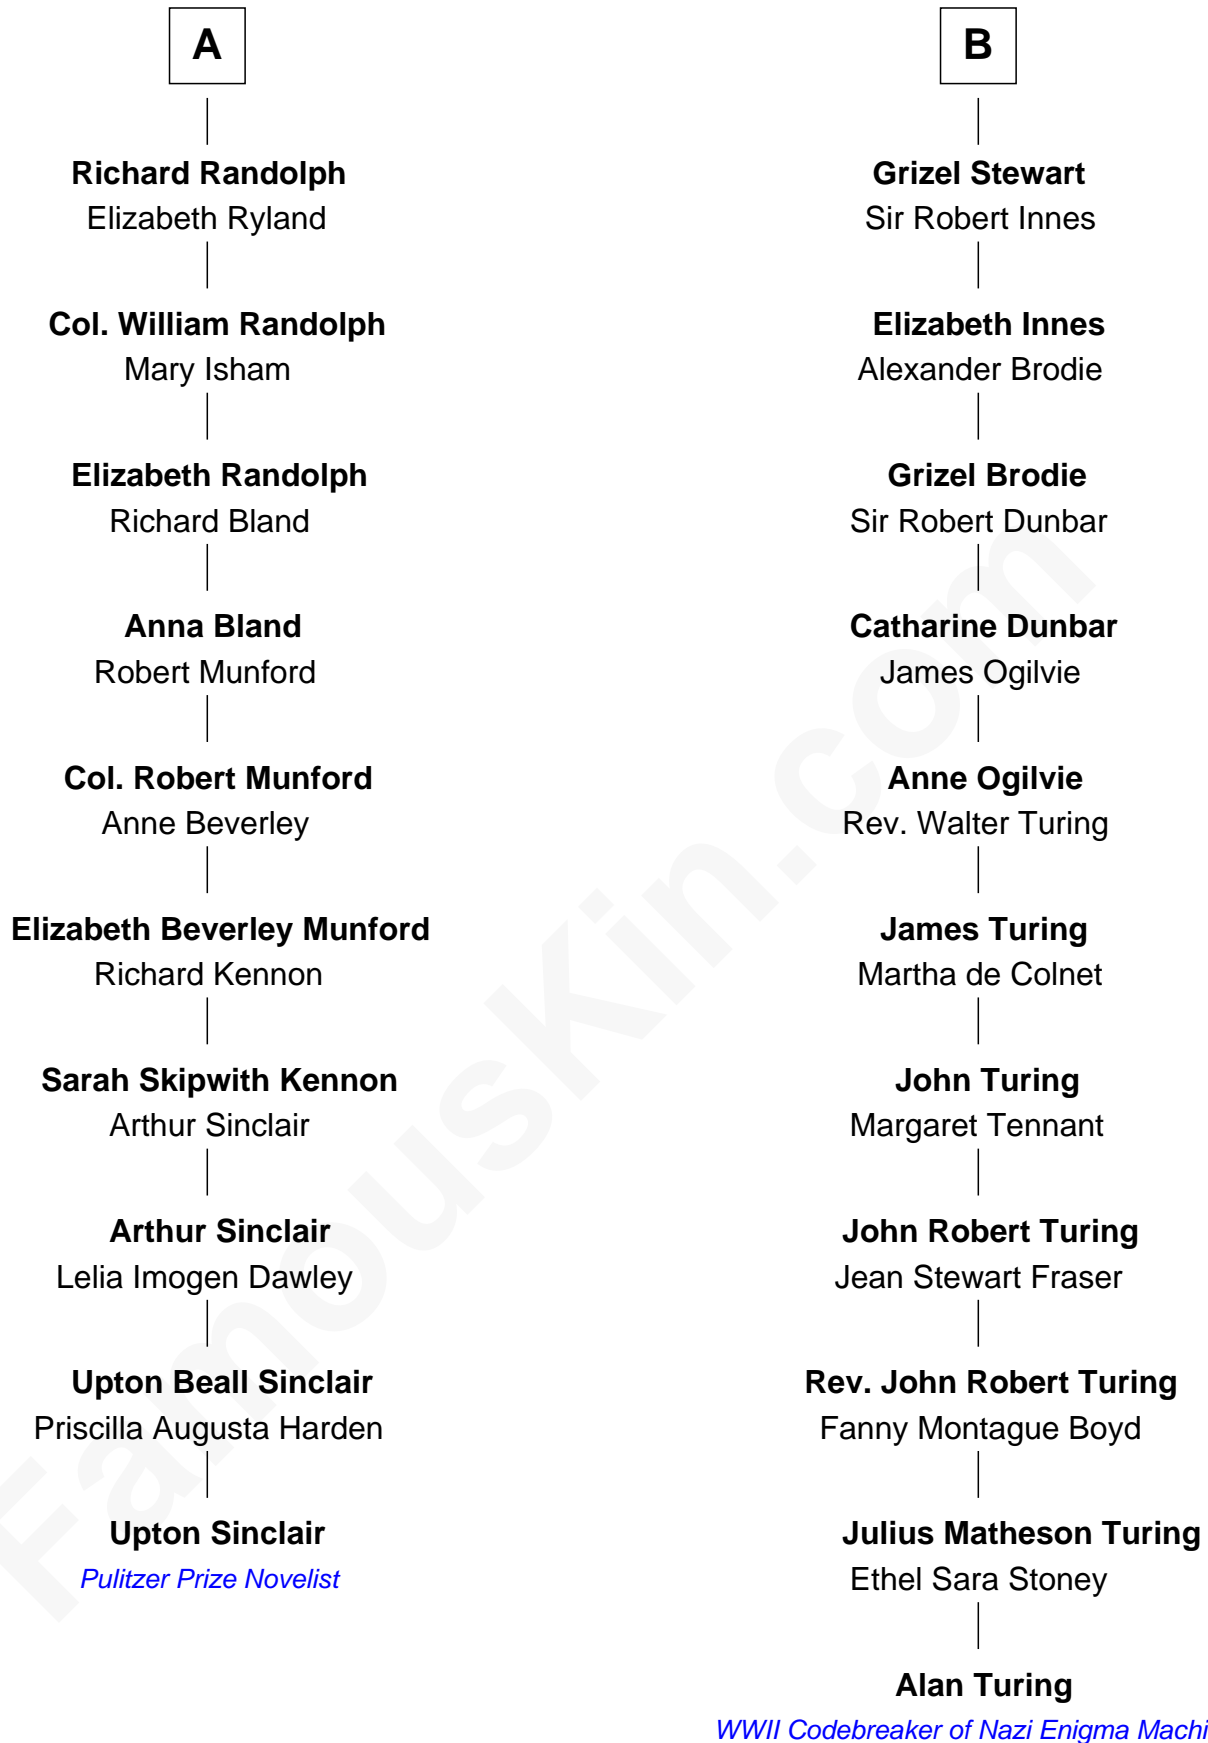 A
Richard Randolph
Elizabeth Ryland
Col. William Randolph
Mary Isham
Elizabeth Randolph
Richard Bland
Anna Bland
Robert Munford
Col. Robert Munford
Anne Beverley
Elizabeth Beverley Munford
Richard Kennon
Sarah Skipwith Kennon
Arthur Sinclair
Arthur Sinclair
Lelia Imogen Dawley
Upton Beall Sinclair
Priscilla Augusta Harden
Upton Sinclair
Pulitzer Prize Novelist
B
Grizel Stewart
Sir Robert Innes
Elizabeth Innes
Alexander Brodie
Grizel Brodie
Sir Robert Dunbar
Catharine Dunbar
James Ogilvie
Anne Ogilvie
Rev. Walter Turing
James Turing
Martha de Colnet
John Turing
Margaret Tennant
John Robert Turing
Jean Stewart Fraser
Rev. John Robert Turing
Fanny Montague Boyd
Julius Matheson Turing
Ethel Sara Stoney
Alan Turing
WWII Codebreaker of Nazi Enigma Machi
FamousKin.com